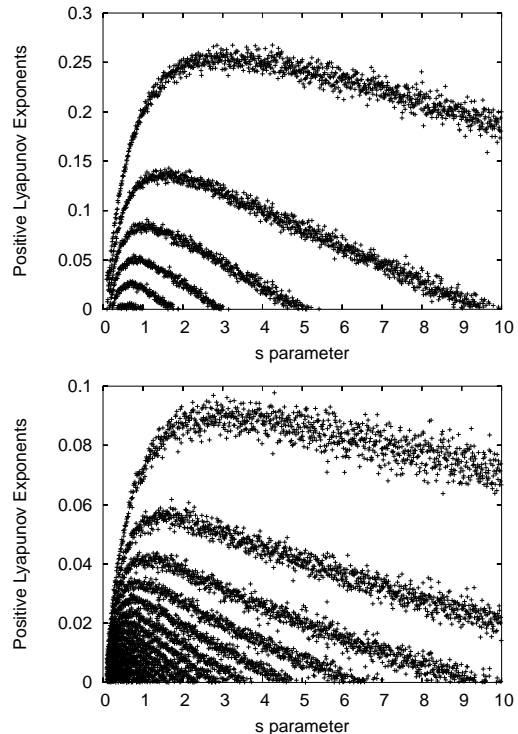 0.3
0.25
0.2
0.15
0.1
0.05
0
Positive Lyapunov Exponents
0 1 2 3 4 5 6 7 8 9 10
s parameter
0.1
0.08
0.06
0.04
0.02
0
Positive Lyapunov Exponents
0 1 2 3 4 5 6 7 8 9 10
s parameter